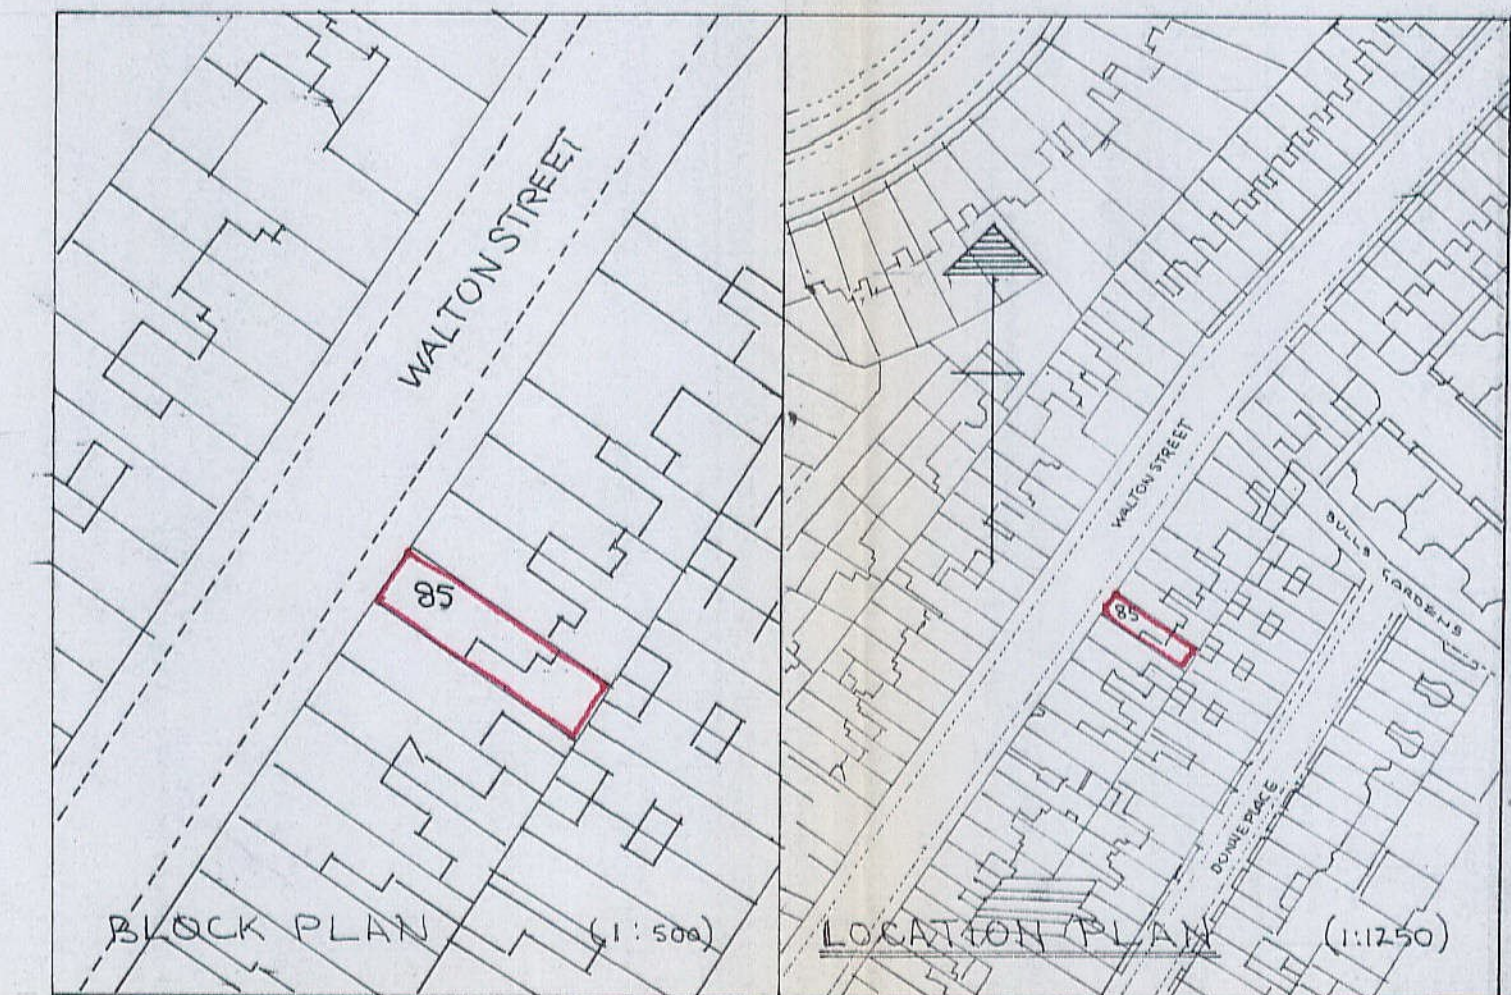 WALTON STREET
85
BLOCK PLAN (1:500)
WALTON STREET
BULLS GARDENS
85
DONNE PLACE
LOCATION PLAN (1:1250)